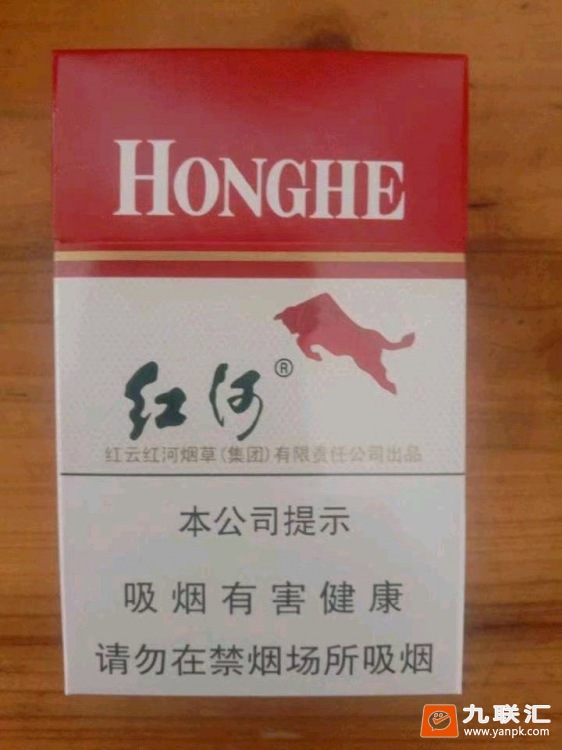 HONGHE
红河®
红云红河烟草(集团)有限责任公司出品
本公司提示
吸烟有害健康
请勿在禁烟场所吸烟
九联汇
www.yanpk.com